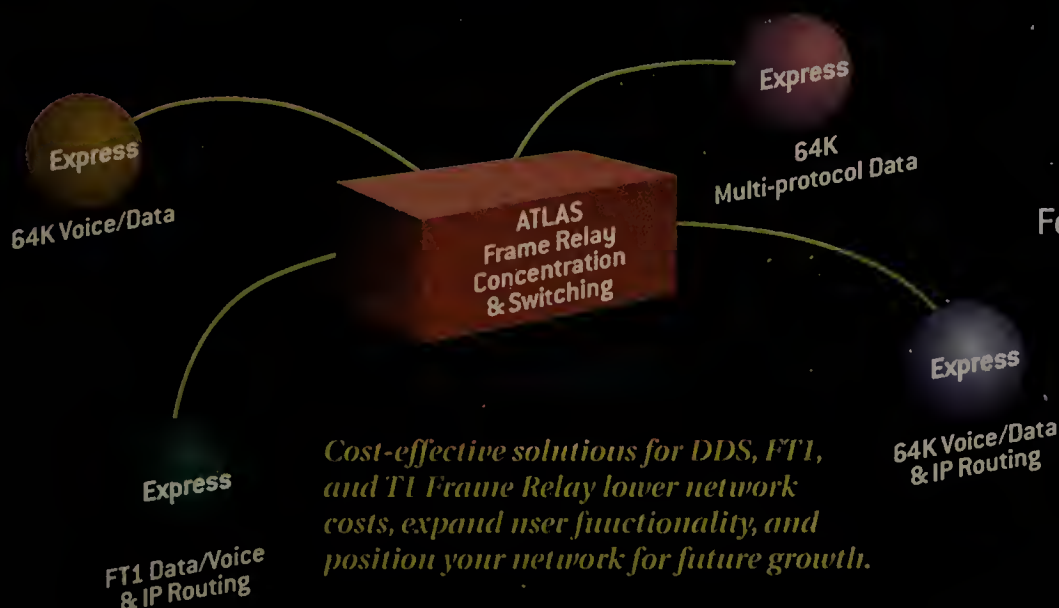 Express
64K
Multi-protocol Data
Express
64K Voice/Data
ATLAS
Frame Relay
Concentration
& Switching
Express
64K Voice/Data
& IP Routing
Express
FT1 Data/Voice
& IP Routing
Cost-effective solutions for DDS, FT1,
and T1 Frame Relay lower network
costs, expand user functionality, and
position your network for future growth.